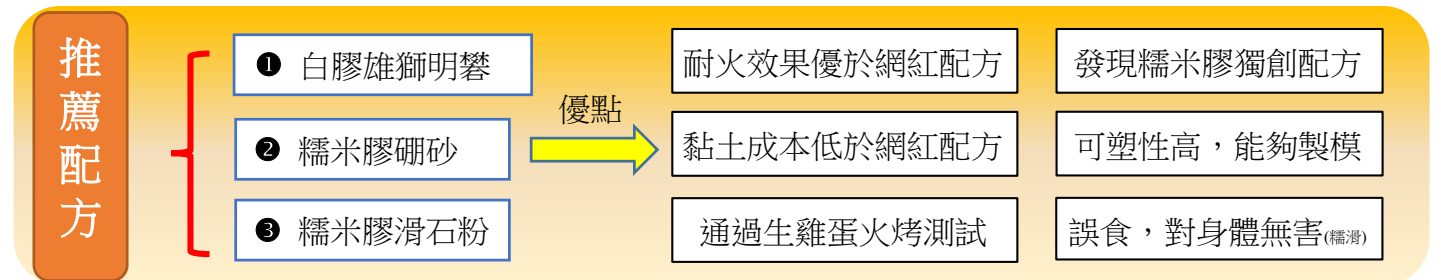 推薦配方
❶ 白膠雄獅明礬
❷ 糯米膠硼砂
❸ 糯米膠滑石粉
優點
耐火效果優於網紅配方
黏土成本低於網紅配方
通過生雞蛋火烤測試
發現糯米膠獨創配方
可塑性高，能夠製模
誤食，對身體無害(糯滑)